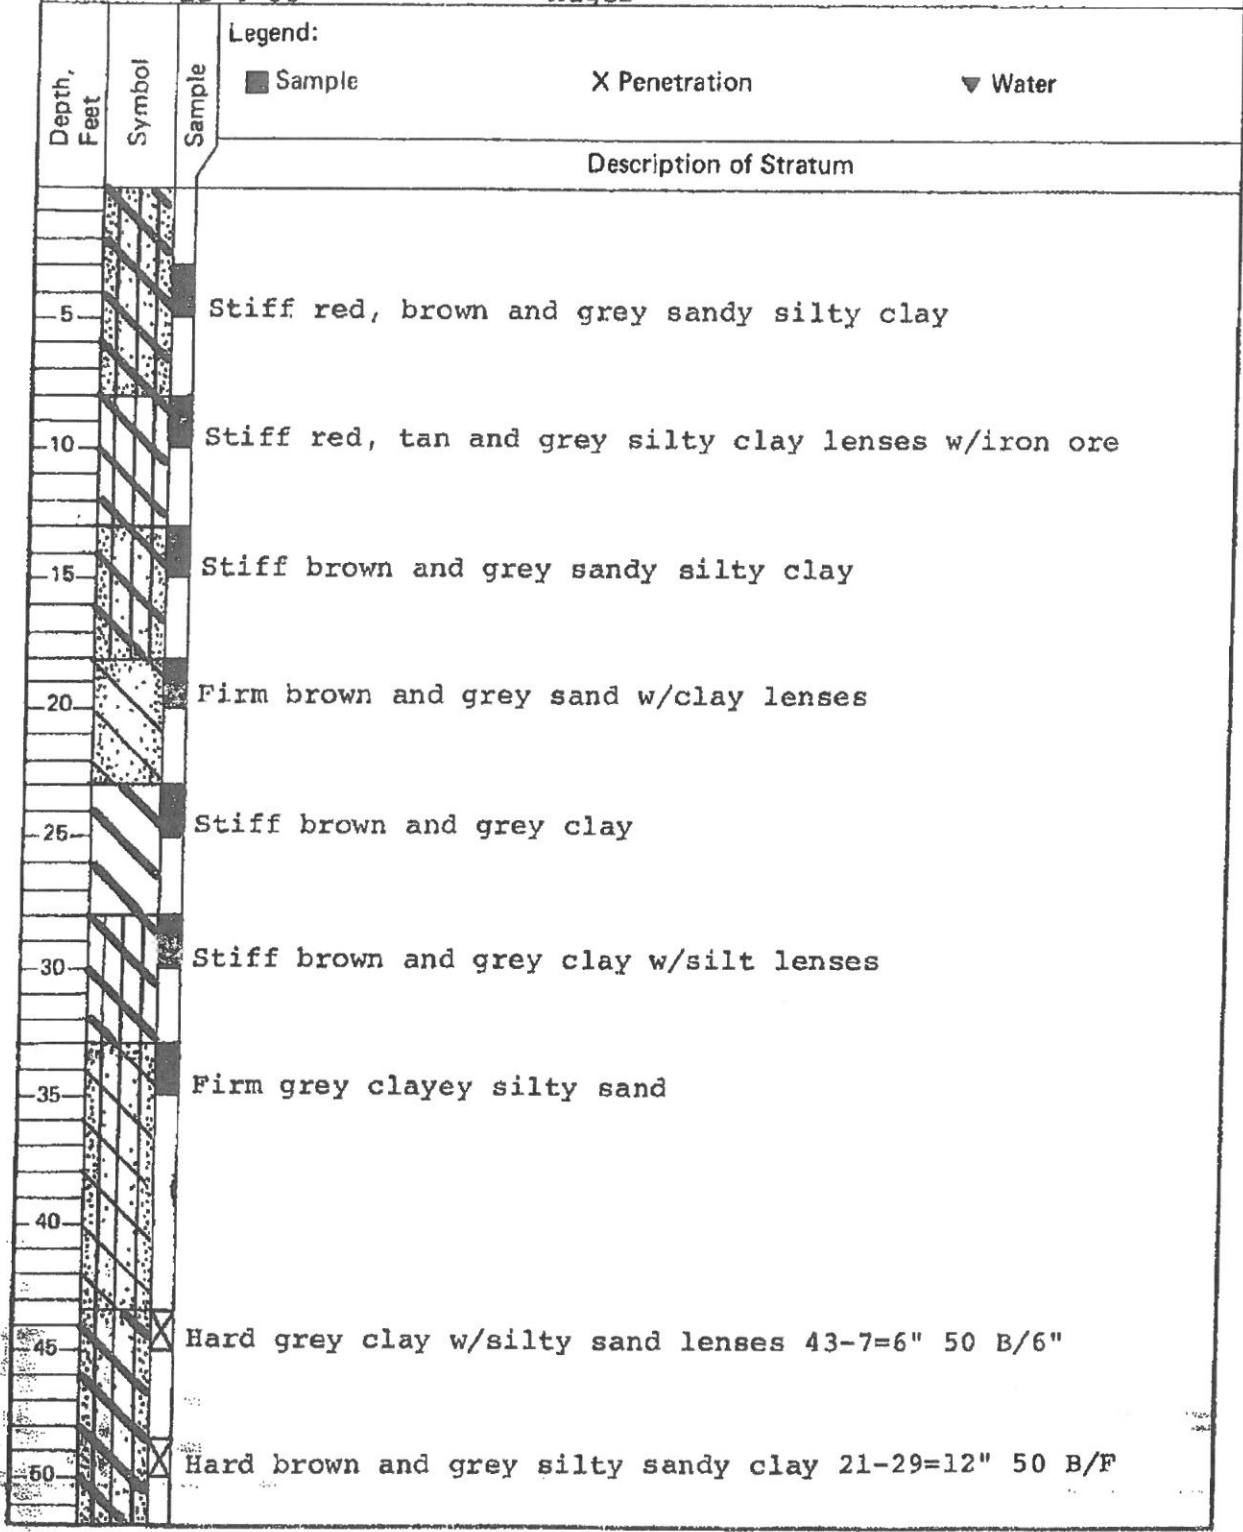 Legend:
Depth, Feet
Symbol
Sample
Sample
X Penetration
Water
Description of Stratum
5
Stiff red, brown and grey sandy silty clay
10
Stiff red, tan and grey silty clay lenses w/iron ore
15
Stiff brown and grey sandy silty clay
20
Firm brown and grey sand w/clay lenses
25
Stiff brown and grey clay
30
Stiff brown and grey clay w/silt lenses
35
Firm grey clayey silty sand
40
45
Hard grey clay w/silty sand lenses 43-7=6" 50 B/6"
50
Hard brown and grey silty sandy clay 21-29=12" 50 B/F